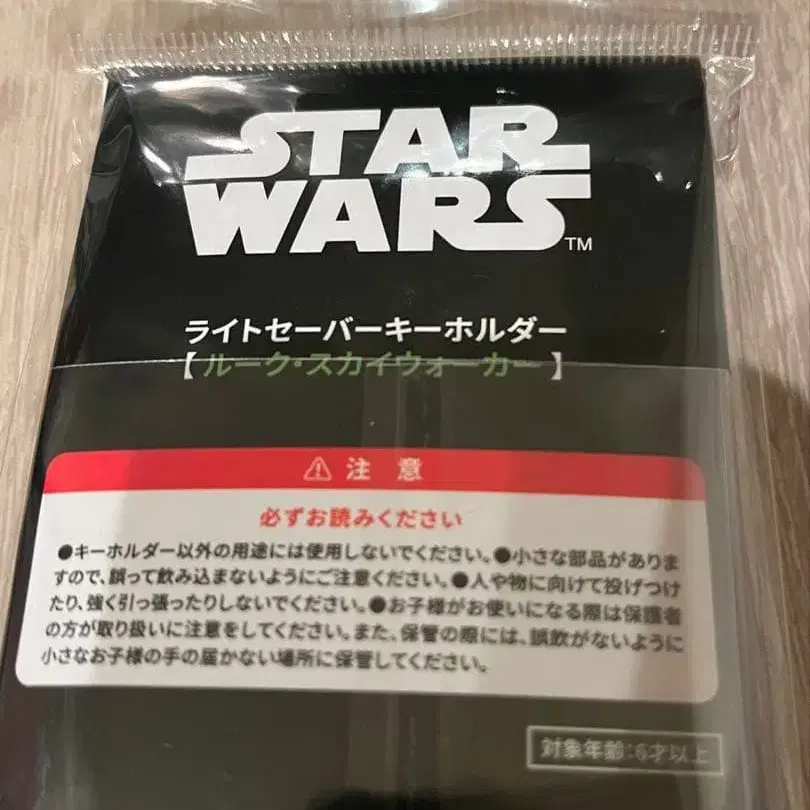 STAR
WARS™
ライトセーバーキーホルダー
【ルーク・スカイウォーカー】
⚠ 注 意
必ずお読みください
●キーホルダー以外の用途には使用しないでください。●小さな部品がありま
すので、誤って飲み込まないようにご注意ください。●人や物に向けて投げつけ
たり、強く引っ張ったりしないでください。●お子様がお使いになる際は保護者
の方が取り扱いに注意をしてください。また、保管の際には、誤飲がないように
小さなお子様の手の届かない場所に保管してください。
対象年齢:6才以上